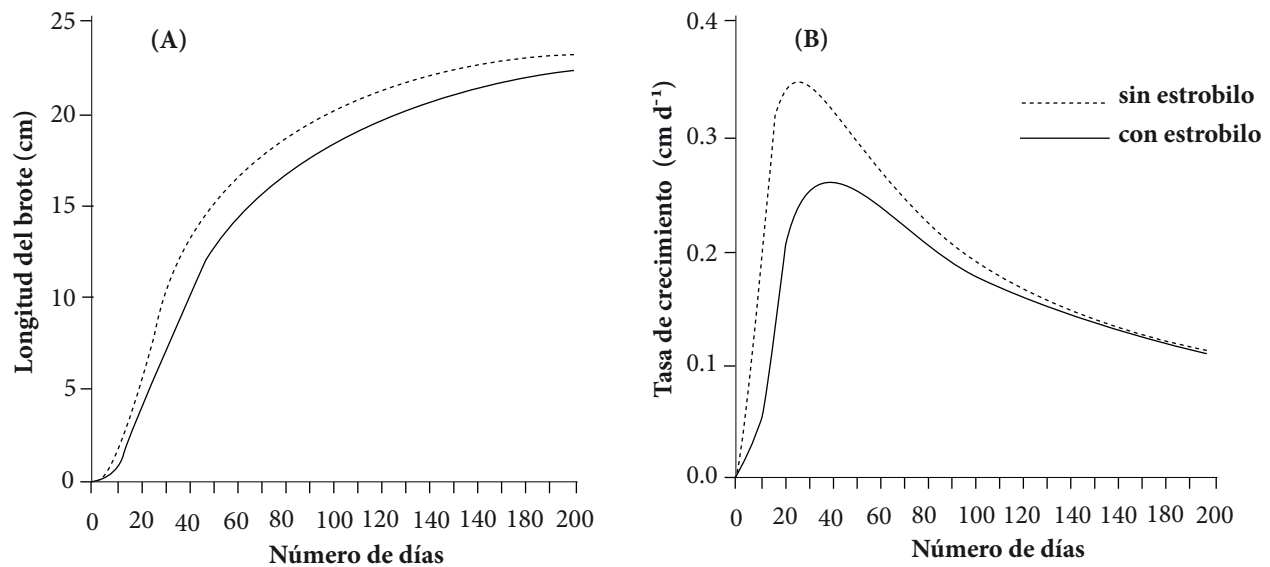 (A)
Longitud del brote (cm)
25
20
15
10
5
0
0 20 40 60 80 100 120 140 140 180 200
Número de días
(B)
Tasa de crecimiento (cm d⁻¹)
0.4
0.3
0.2
0.1
0.0
0 20 40 60 80 100 120 140 140 180 200
Número de días
sin estrobilo
con estrobilo